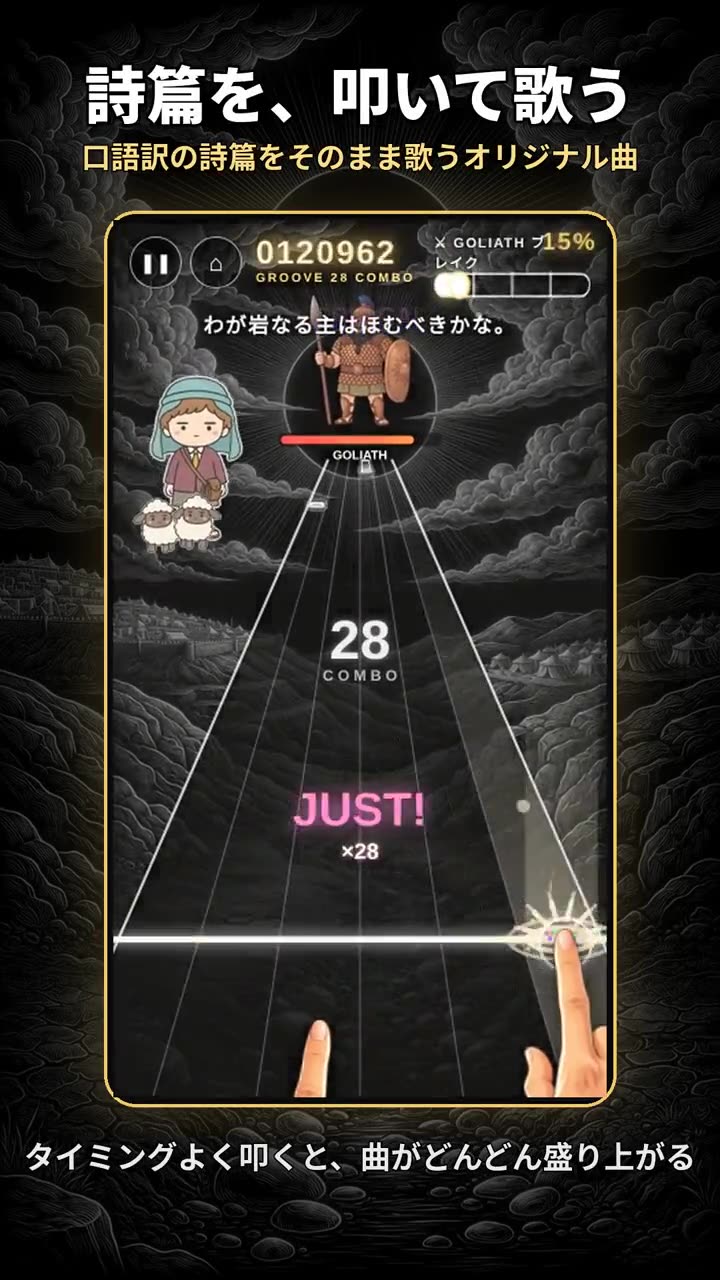 詩篇を、叩いて歌う
口語訳の詩篇をそのまま歌うオリジナル曲
0120962
GROOVE 28 COMBO
⚔ GOLIATH ブ
レイク
15%
わが岩なる主はほむべきかな。
GOLIATH
28
COMBO
JUST!
×28
タイミングよく叩くと、曲がどんどん盛り上がる